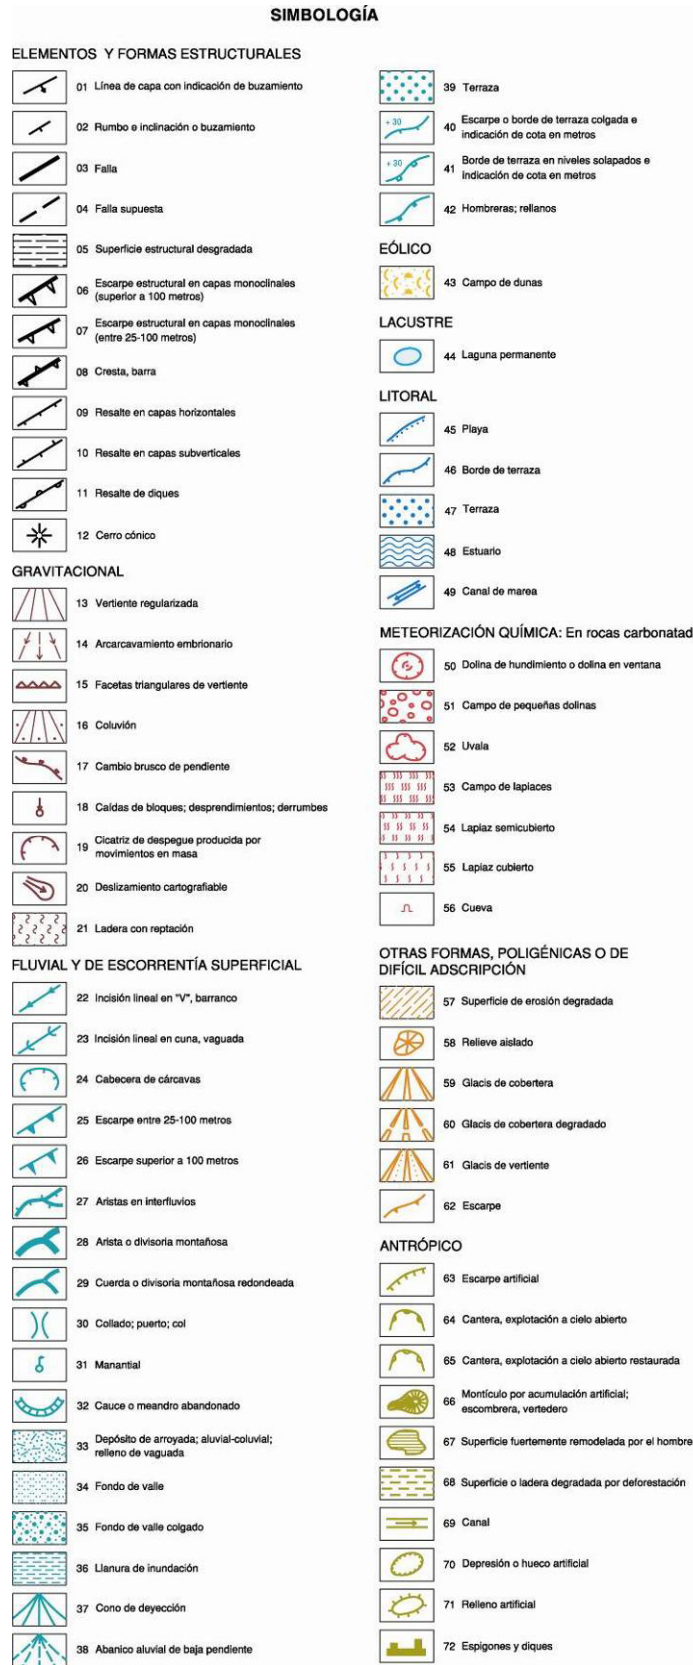 SIMBOLOGÍA
ELEMENTOS Y FORMAS ESTRUCTURALES
01 Línea de capa con indicación de buzamiento
02 Rumbo e inclinación o buzamiento
03 Falla
04 Falla supuesta
05 Superficie estructural desgradada
06 Escarpe estructural en capas monoclinales
(superior a 100 metros)
07 Escarpe estructural en capas monoclinales
(entre 25-100 metros)
08 Cresta, barra
09 Resalte en capas horizontales
10 Resalte en capas subverticales
11 Resalte de diques
12 Cerro cónico
GRAVITACIONAL
13 Vertiente regularizada
14 Arcarcavamiento embrionario
15 Facetas triangulares de vertiente
16 Coluvión
17 Cambio brusco de pendiente
18 Caídas de bloques; desprendimientos; derrumbes
19 Cicatriz de despegue producida por
movimientos en masa
20 Deslizamiento cartografiable
21 Ladera con reptación
FLUVIAL Y DE ESCORRENTÍA SUPERFICIAL
22 Incisión lineal en "V", barranco
23 Incisión lineal en cuna, vaguada
24 Cabecera de cárcavas
25 Escarpe entre 25-100 metros
26 Escarpe superior a 100 metros
27 Aristas en interfluvios
28 Arista o divisoria montañosa
29 Cuerda o divisoria montañosa redondeada
30 Collado; puerto; col
31 Manantial
32 Cauce o meandro abandonado
33 Depósito de arroyada; aluvial-coluvial;
relleno de vaguada
34 Fondo de valle
35 Fondo de valle colgado
36 Llanura de inundación
37 Cono de deyección
38 Abanico aluvial de baja pendiente
39 Terraza
+ 30
40 Escarpe o borde de terraza colgada e
indicación de cota en metros
+ 30
41 Borde de terraza en niveles solapados e
indicación de cota en metros
42 Hombreras; rellanos
EÓLICO
43 Campo de dunas
LACUSTRE
44 Laguna permanente
LITORAL
45 Playa
46 Borde de terraza
47 Terraza
48 Estuario
49 Canal de marea
METEORIZACIÓN QUÍMICA: En rocas carbonatad
50 Dolina de hundimiento o dolina en ventana
51 Campo de pequeñas dolinas
52 Uvala
53 Campo de lapiaces
54 Lapiaz semicubierto
55 Lapiaz cubierto
56 Cueva
OTRAS FORMAS, POLIGÉNICAS O DE
DIFÍCIL ADSCRIPCIÓN
57 Superficie de erosión degradada
58 Relieve aislado
59 Glacis de cobertera
60 Glacis de cobertera degradado
61 Glacis de vertiente
62 Escarpe
ANTRÓPICO
63 Escarpe artificial
64 Cantera, explotación a cielo abierto
65 Cantera, explotación a cielo abierto restaurada
66 Montículo por acumulación artificial;
escombrera, vertedero
67 Superficie fuertemente remodelada por el hombre
68 Superficie o ladera degradada por deforestación
69 Canal
70 Depresión o hueco artificial
71 Relleno artificial
72 Espigones y diques